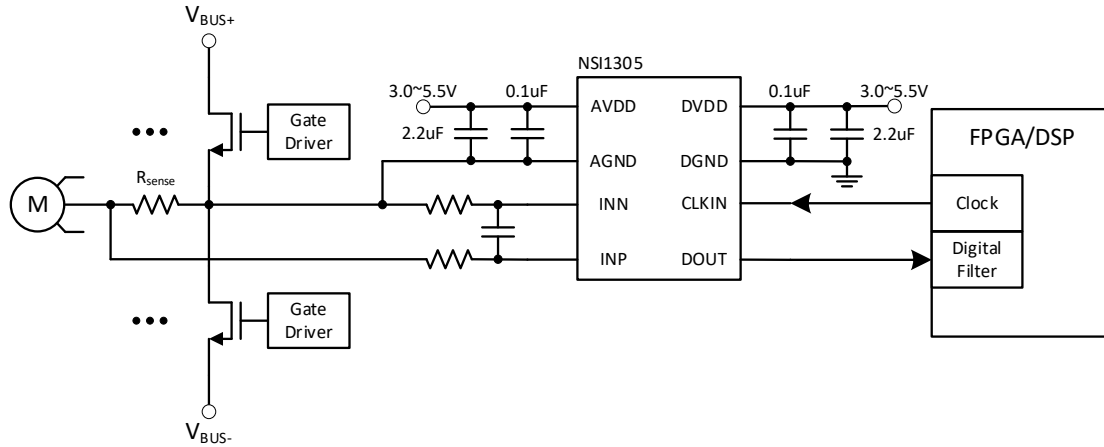 VBUS+
NSI1305
3.0~5.5V
0.1uF
AVDD
DVDD
0.1uF
3.0~5.5V
2.2uF
2.2uF
Gate
Driver
AGND
DGND
FPGA/DSP
M
Rsense
INN
CLKIN
Clock
INP
DOUT
Digital
Filter
Gate
Driver
VBUS-